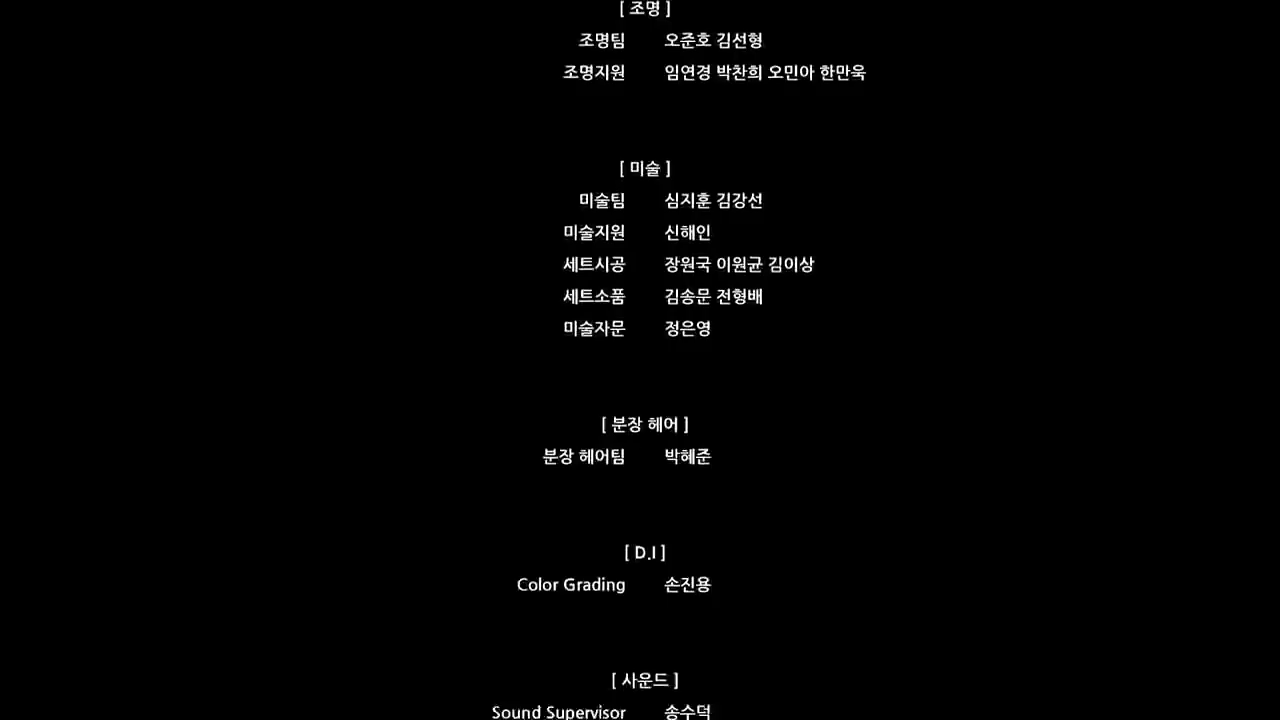 [ 조명 ]
조명팀 오준호 김선형
조명지원 임연경 박찬희 오민아 한만욱
[ 미술 ]
미술팀 심지훈 김강선
미술지원 신해인
세트시공 장원국 이원균 김이상
세트소품 김송문 전형배
미술자문 정은영
[ 분장 헤어 ]
분장 헤어팀 박혜준
[ D.I ]
Color Grading 손진용
[ 사운드 ]
Sound Supervisor 송수덕